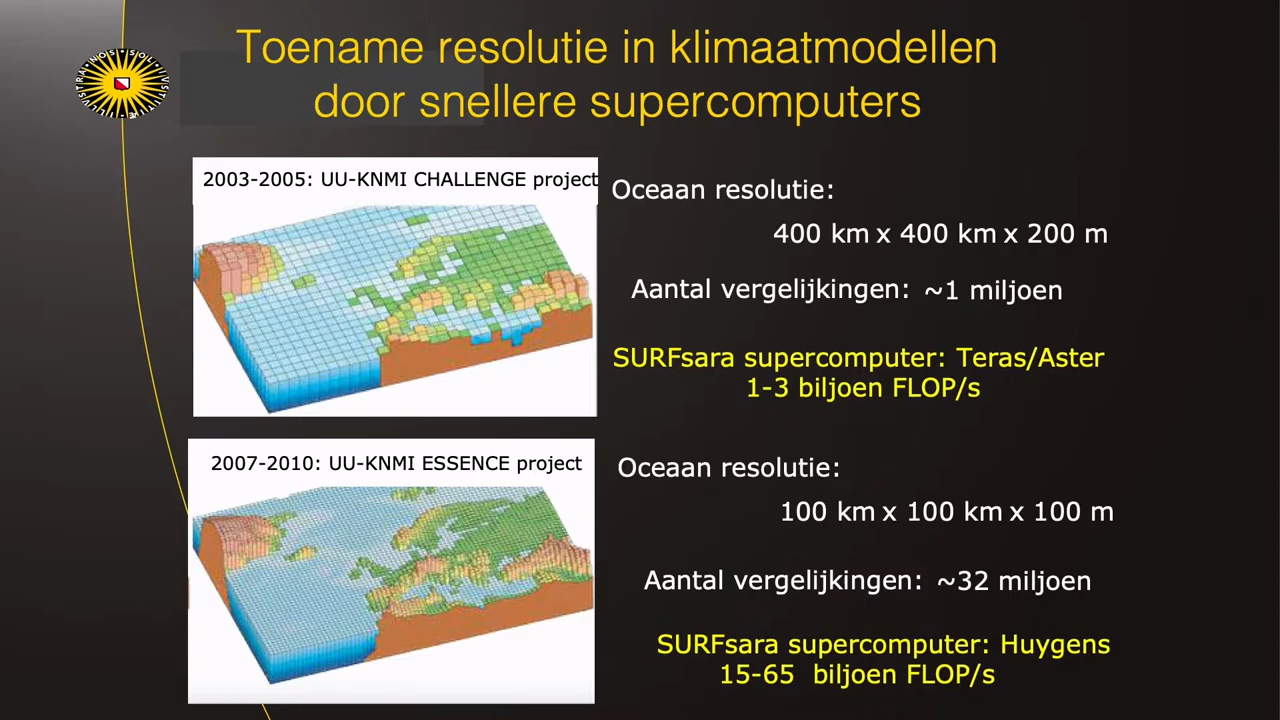 Toename resolutie in klimaatmodellen
door snellere supercomputers
2003-2005: UU-KNMI CHALLENGE project
Oceaan resolutie:
400 km x 400 km x 200 m
Aantal vergelijkingen: ~1 miljoen
SURFsara supercomputer: Teras/Aster
1-3 biljoen FLOP/s
2007-2010: UU-KNMI ESSENCE project
Oceaan resolutie:
100 km x 100 km x 100 m
Aantal vergelijkingen: ~32 miljoen
SURFsara supercomputer: Huygens
15-65 biljoen FLOP/s